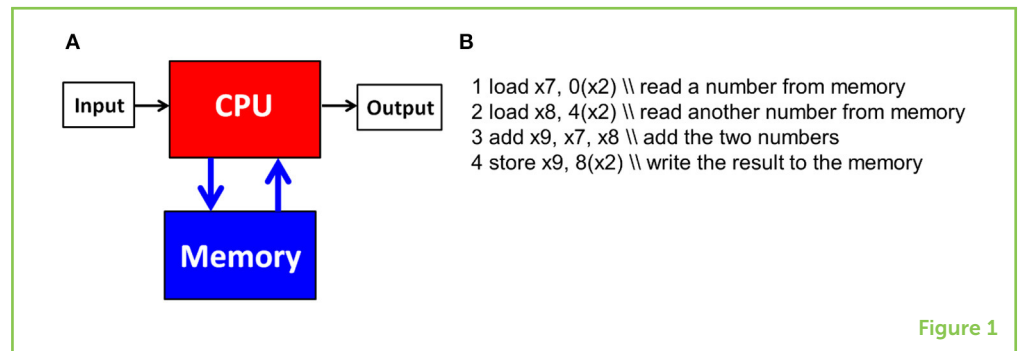 A
Input
CPU
Output
Memory
B
1 load x7, 0(x2) \\ read a number from memory
2 load x8, 4(x2) \\ read another number from memory
3 add x9, x7, x8 \\ add the two numbers
4 store x9, 8(x2) \\ write the result to the memory
Figure 1